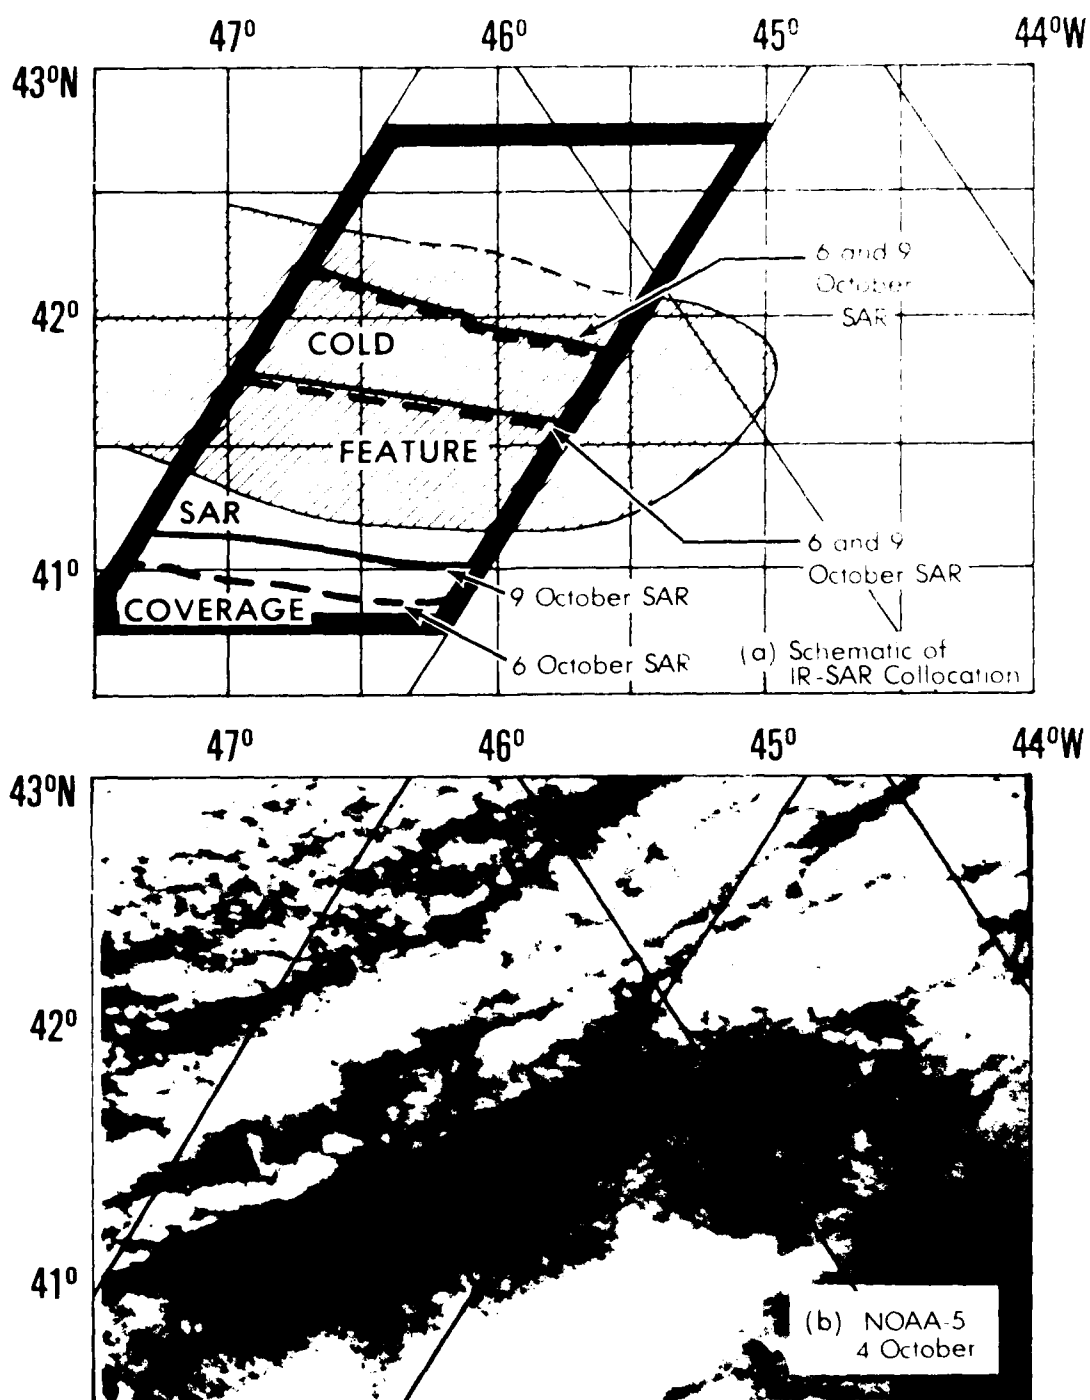 47⁰ 46⁰ 45⁰ 44⁰W
43⁰N
6 and 9
October
SAR
42⁰
COLD
FEATURE
SAR
6 and 9
October SAR
41⁰
9 October SAR
COVERAGE
6 October SAR
(a) Schematic of
IR-SAR Collocation
47⁰ 46⁰ 45⁰ 44⁰W
43⁰N
42⁰
41⁰
(b) NOAA-5
4 October